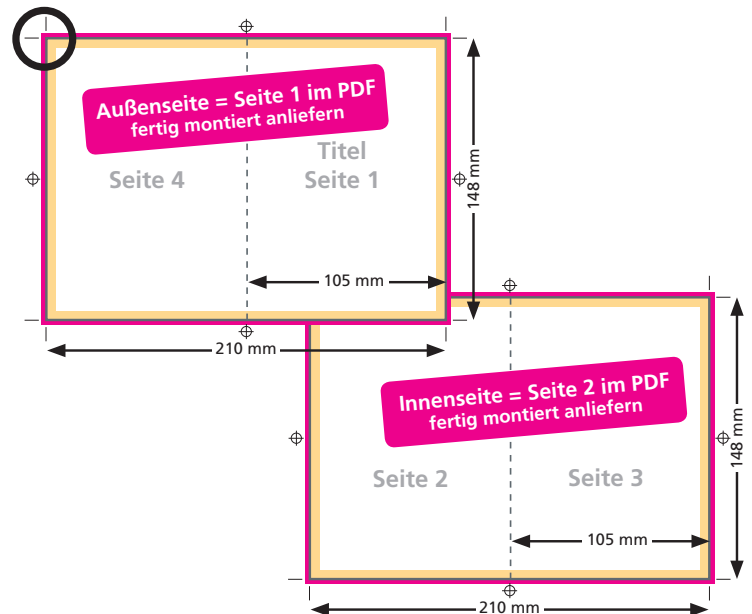 Außenseite = Seite 1 im PDF
fertig montiert anliefern
Titel
Seite 4
Seite 1
148 mm
105 mm
210 mm
Innenseite = Seite 2 im PDF
fertig montiert anliefern
Seite 2
Seite 3
148 mm
105 mm
210 mm